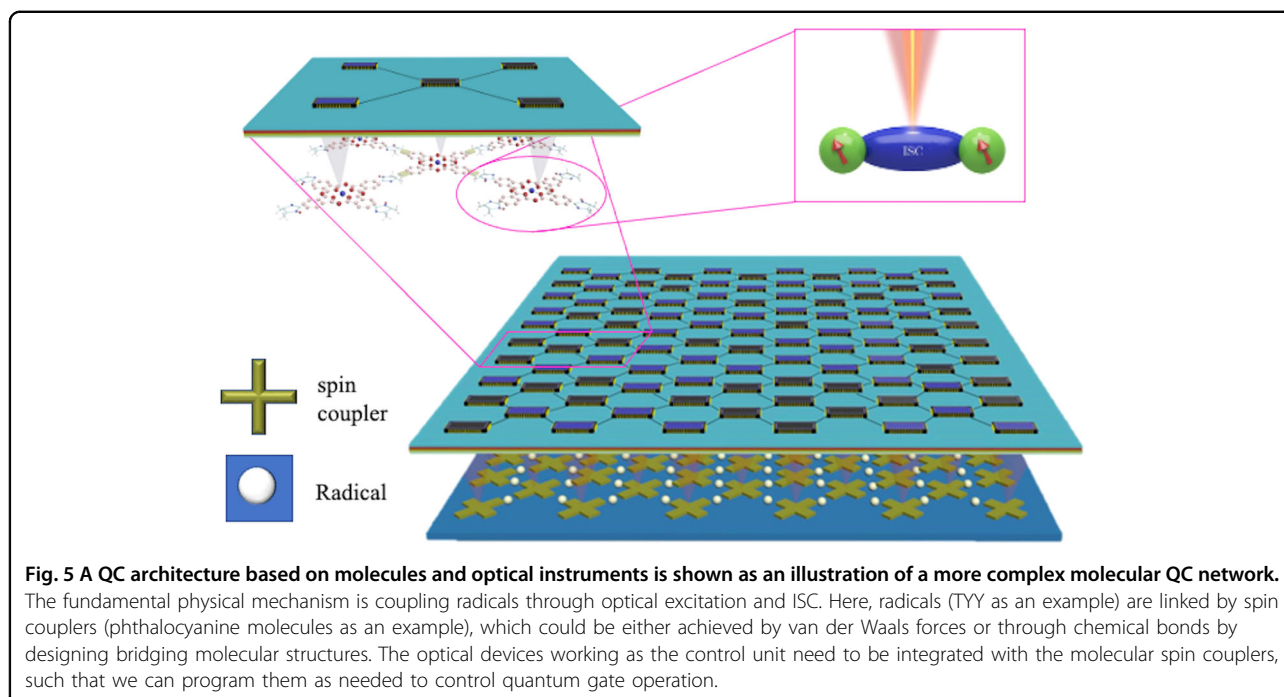 ISC
spin
coupler
Radical
Fig. 5 A QC architecture based on molecules and optical instruments is shown as an illustration of a more complex molecular QC network.
The fundamental physical mechanism is coupling radicals through optical excitation and ISC. Here, radicals (TYY as an example) are linked by spin
couplers (phthalocyanine molecules as an example), which could be either achieved by van der Waals forces or through chemical bonds by
designing bridging molecular structures. The optical devices working as the control unit need to be integrated with the molecular spin couplers,
such that we can program them as needed to control quantum gate operation.